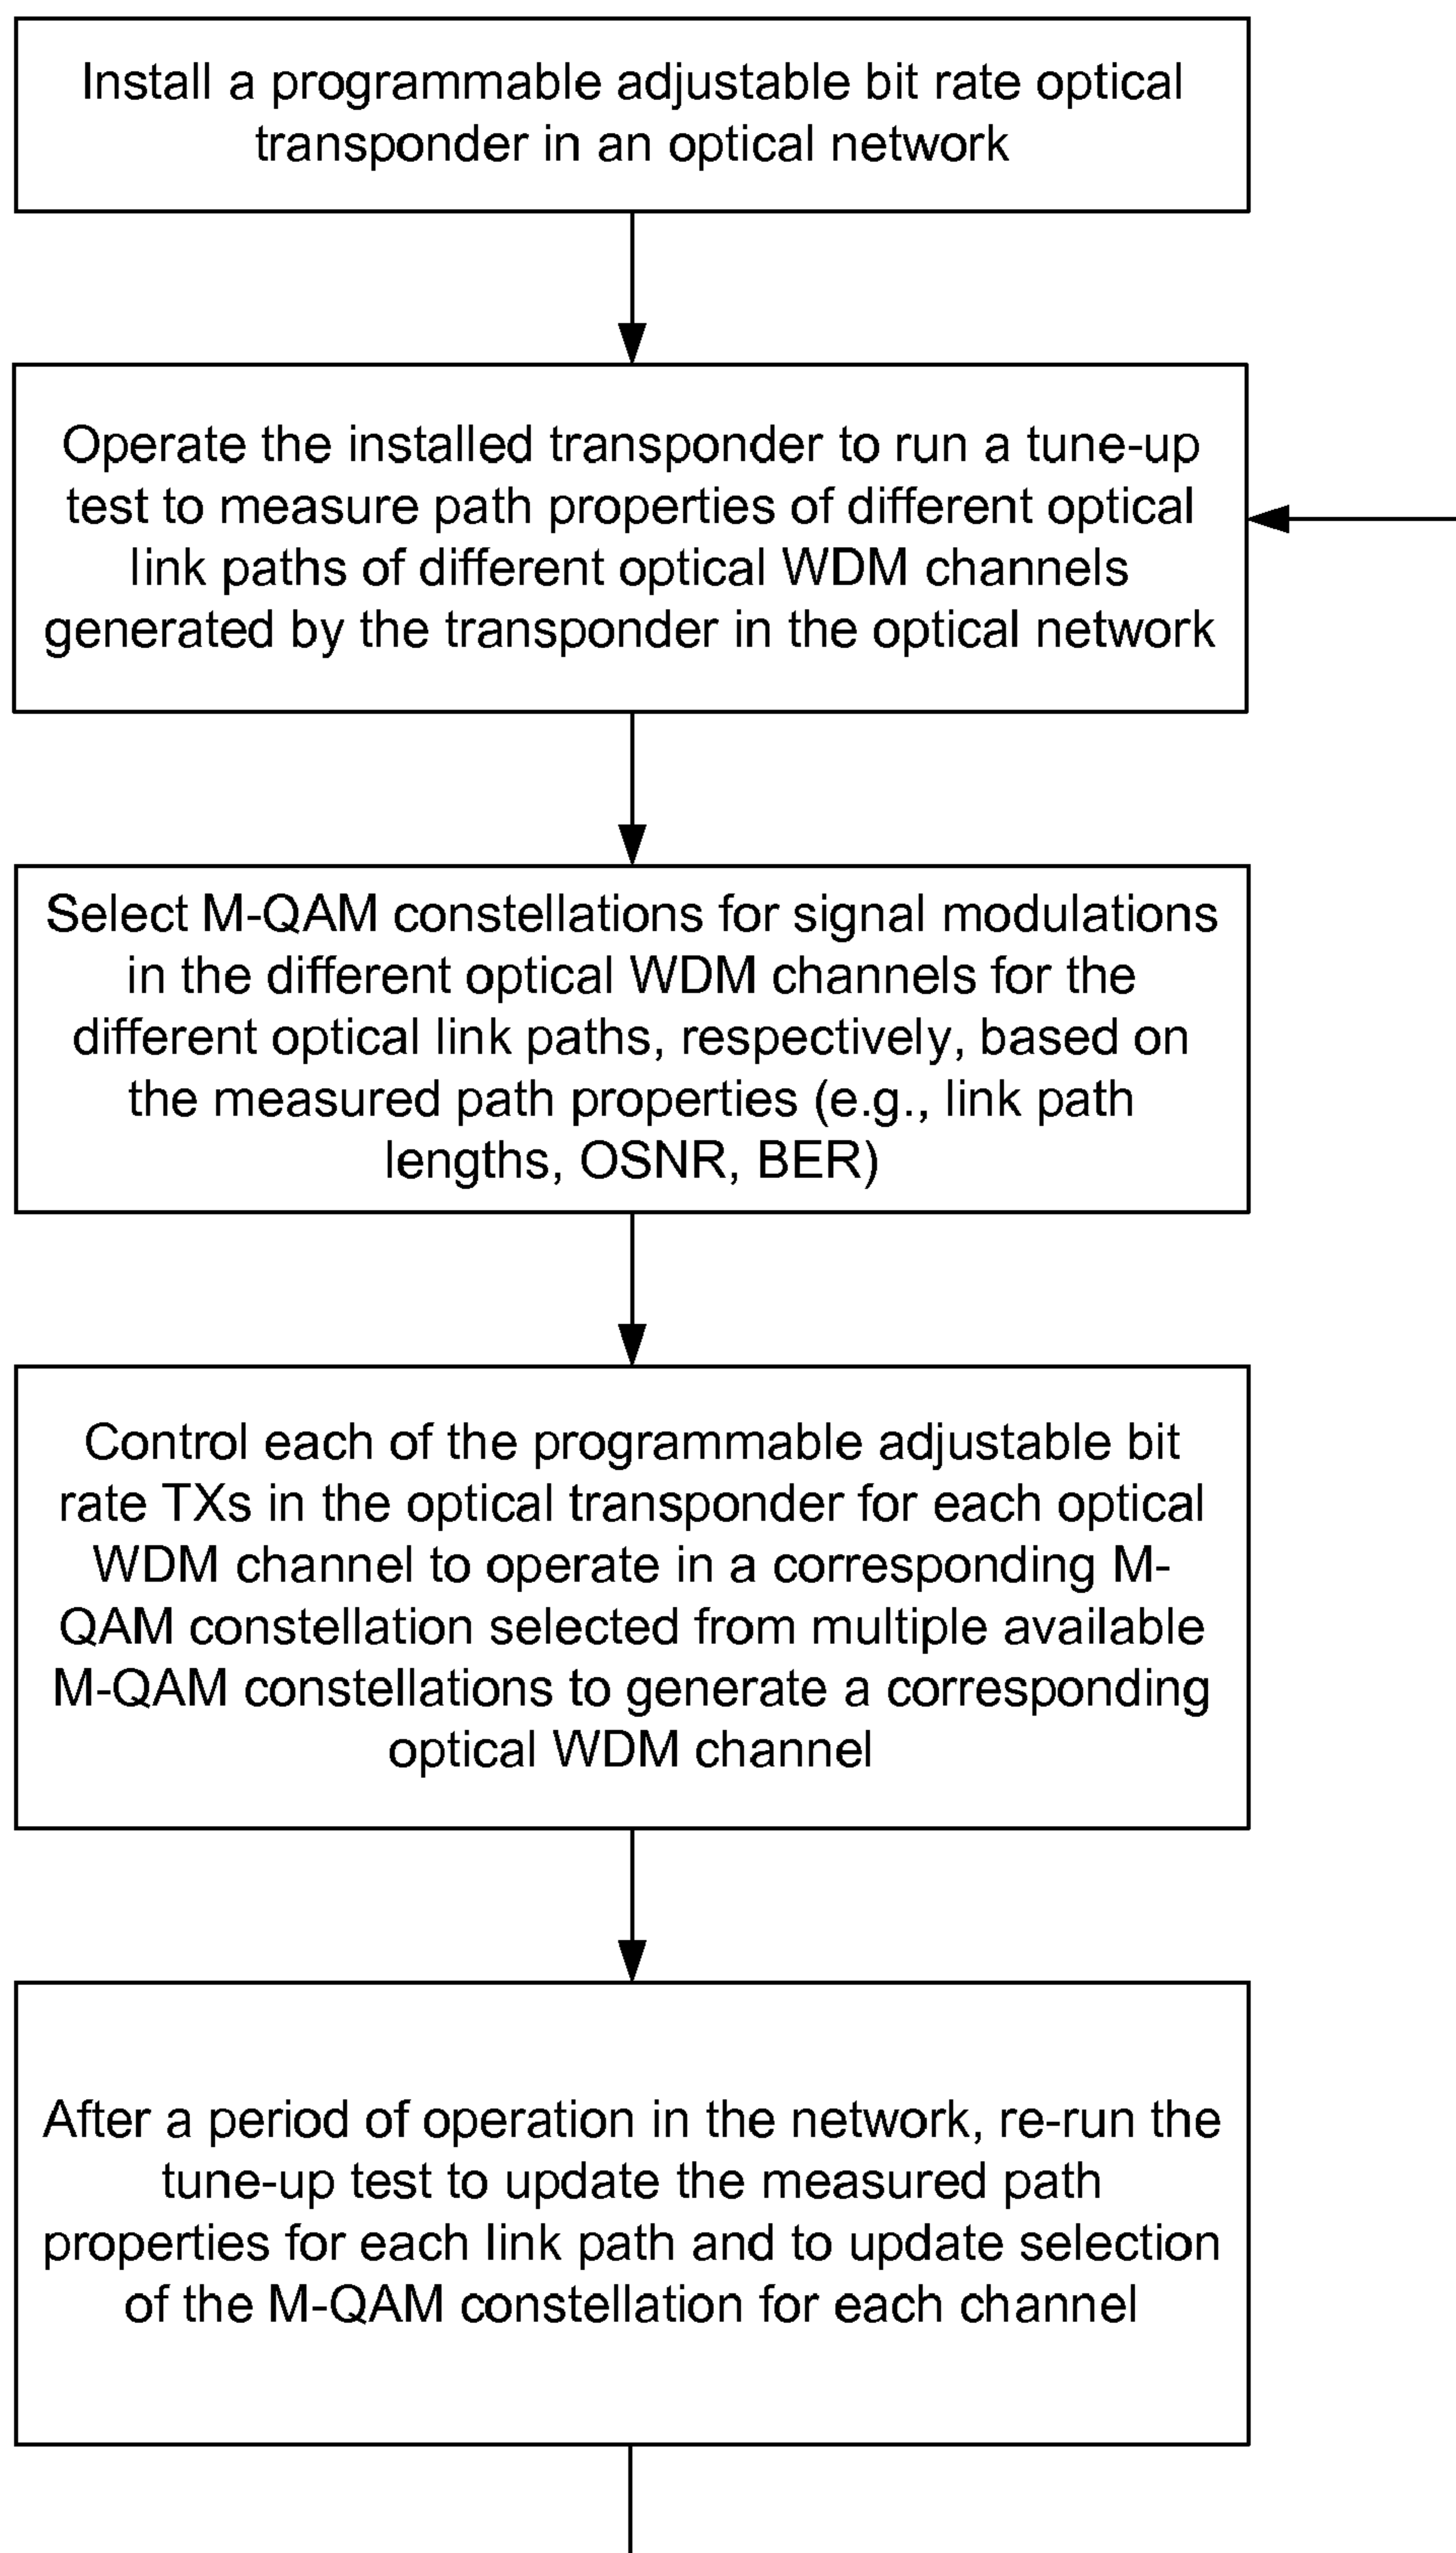 Install a programmable adjustable bit rate optical
transponder in an optical network
Operate the installed transponder to run a tune-up
test to measure path properties of different optical
link paths of different optical WDM channels
generated by the transponder in the optical network
Select M-QAM constellations for signal modulations
in the different optical WDM channels for the
different optical link paths, respectively, based on
the measured path properties (e.g., link path
lengths, OSNR, BER)
Control each of the programmable adjustable bit
rate TXs in the optical transponder for each optical
WDM channel to operate in a corresponding M-
QAM constellation selected from multiple available
M-QAM constellations to generate a corresponding
optical WDM channel
After a period of operation in the network, re-run the
tune-up test to update the measured path
properties for each link path and to update selection
of the M-QAM constellation for each channel